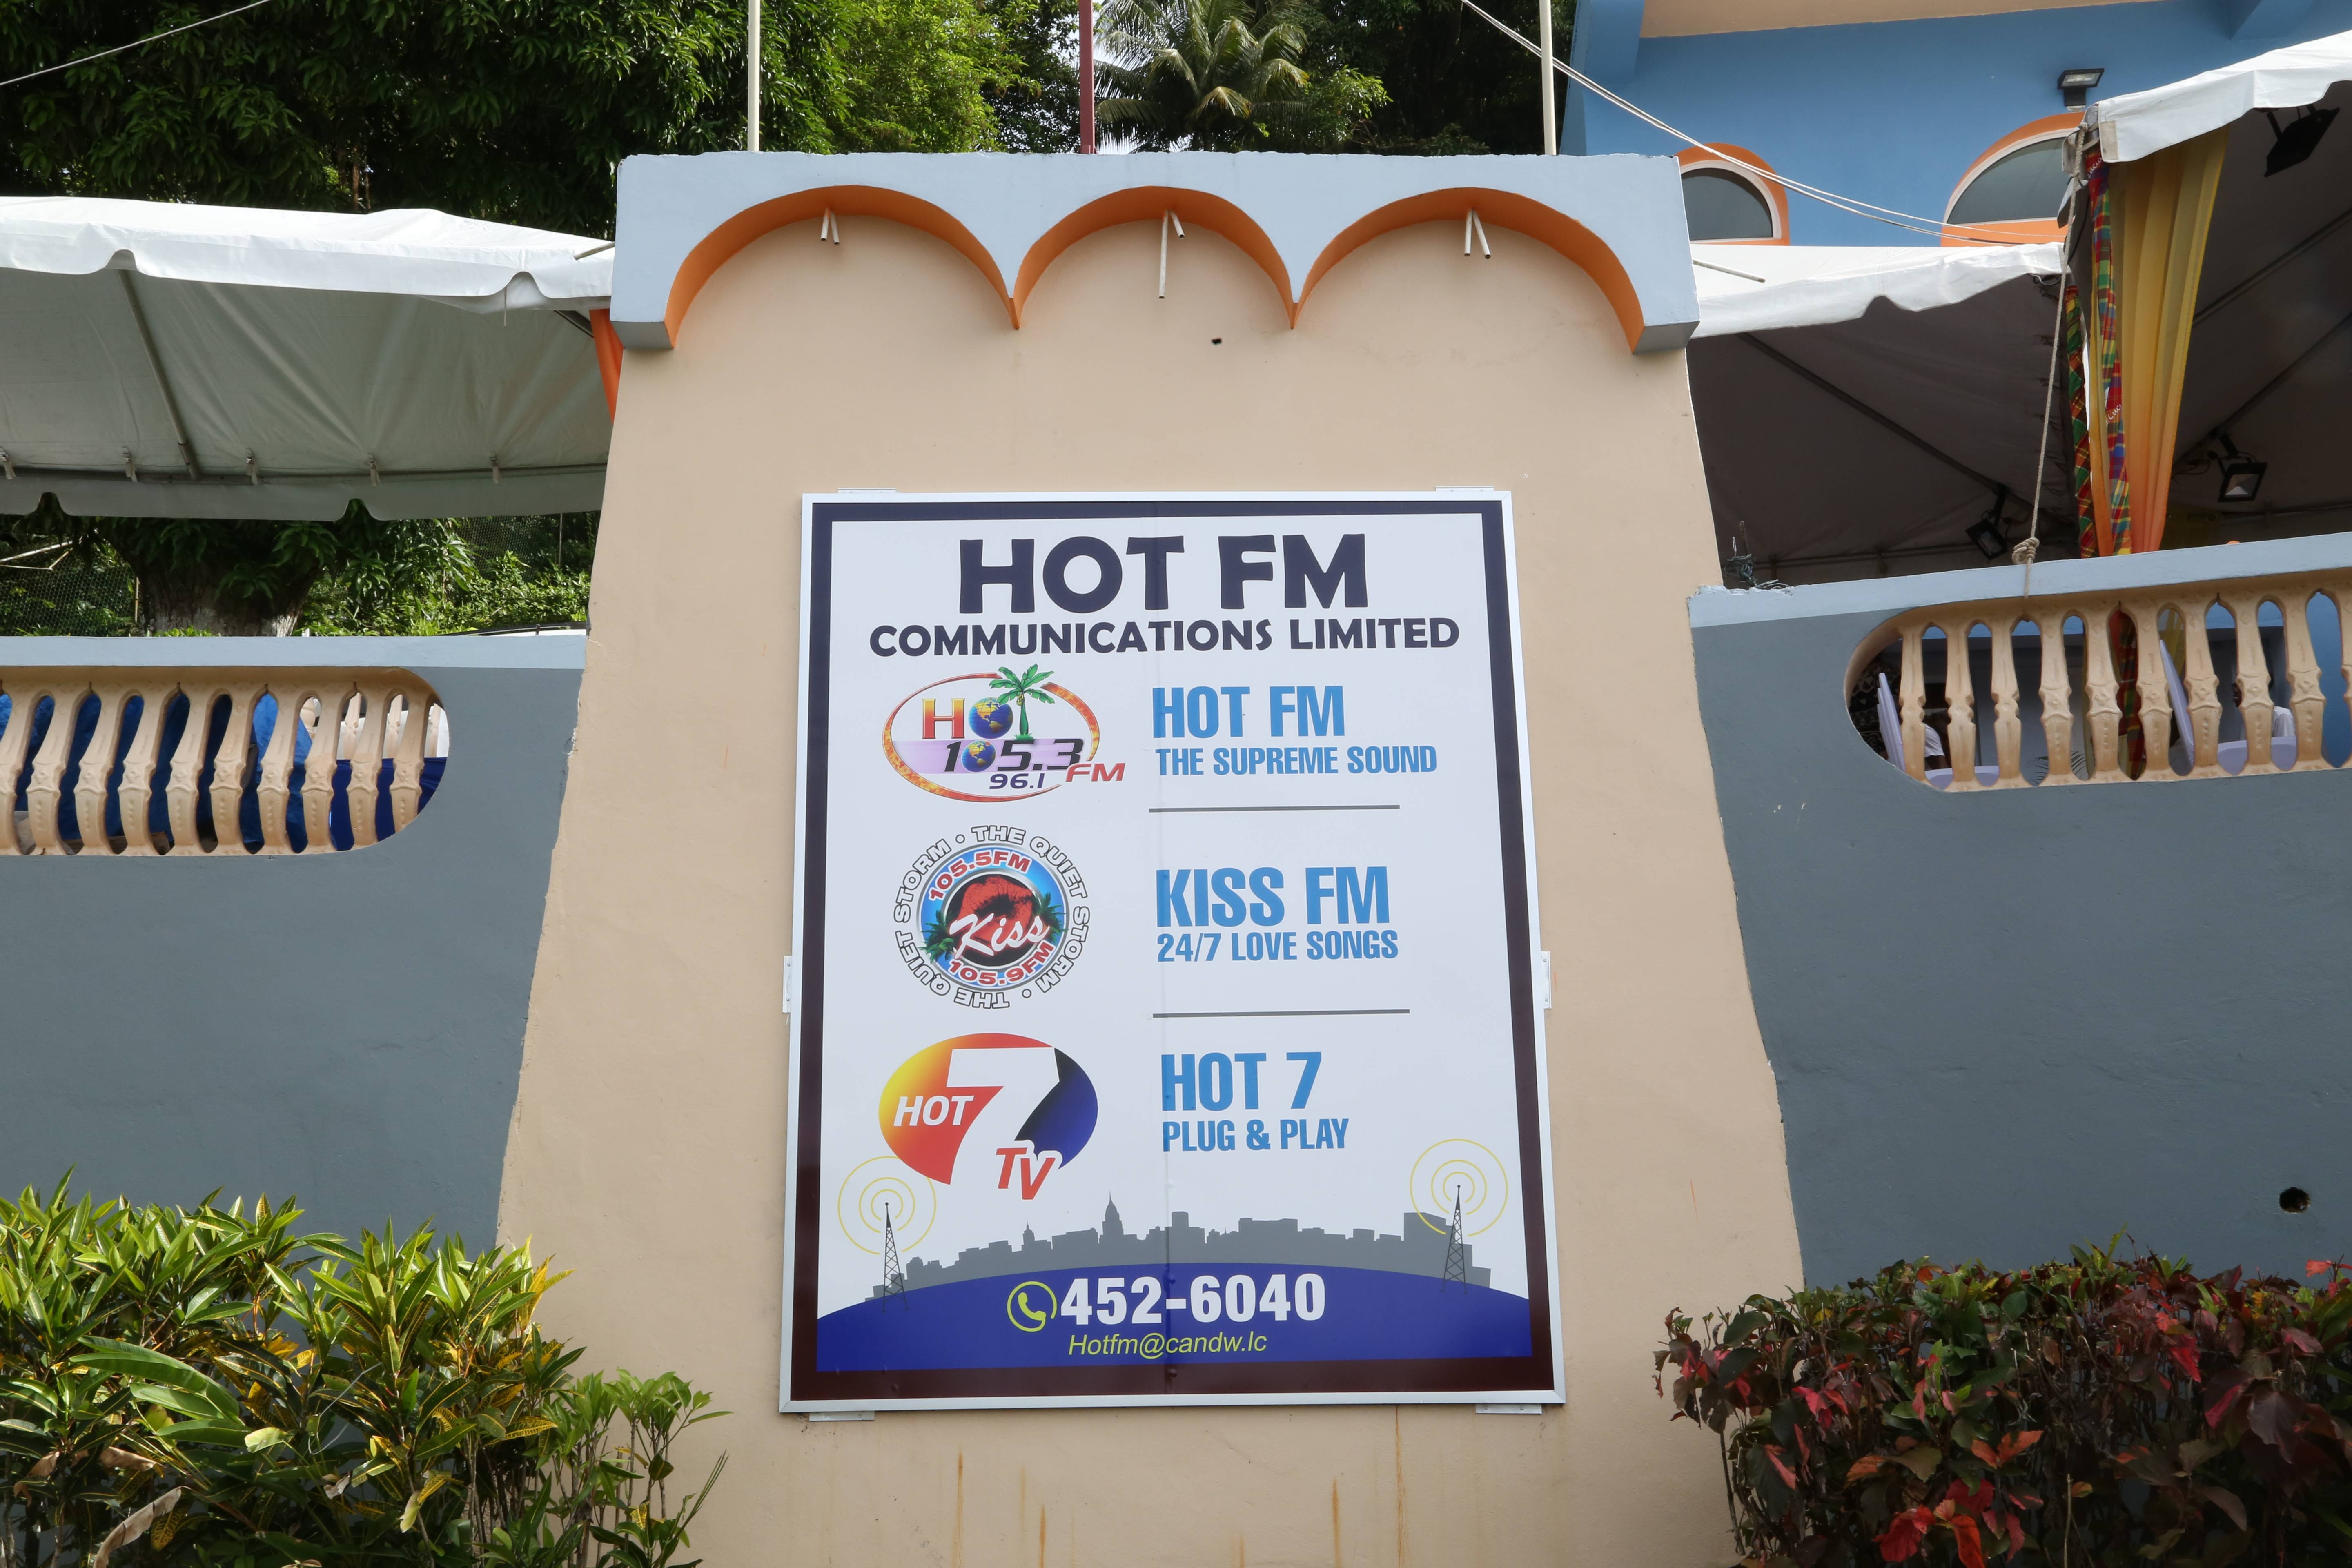 HOT FM
COMMUNICATIONS LIMITED
HOT
105.3
96.1 FM
HOT FM
THE SUPREME SOUND
THE QUIET STORM • THE QUIET STORM •
105.5FM
Kiss
105.9FM
KISS FM
24/7 LOVE SONGS
HOT 7
TV
HOT 7
PLUG & PLAY
452-6040
Hotfm@candw.lc